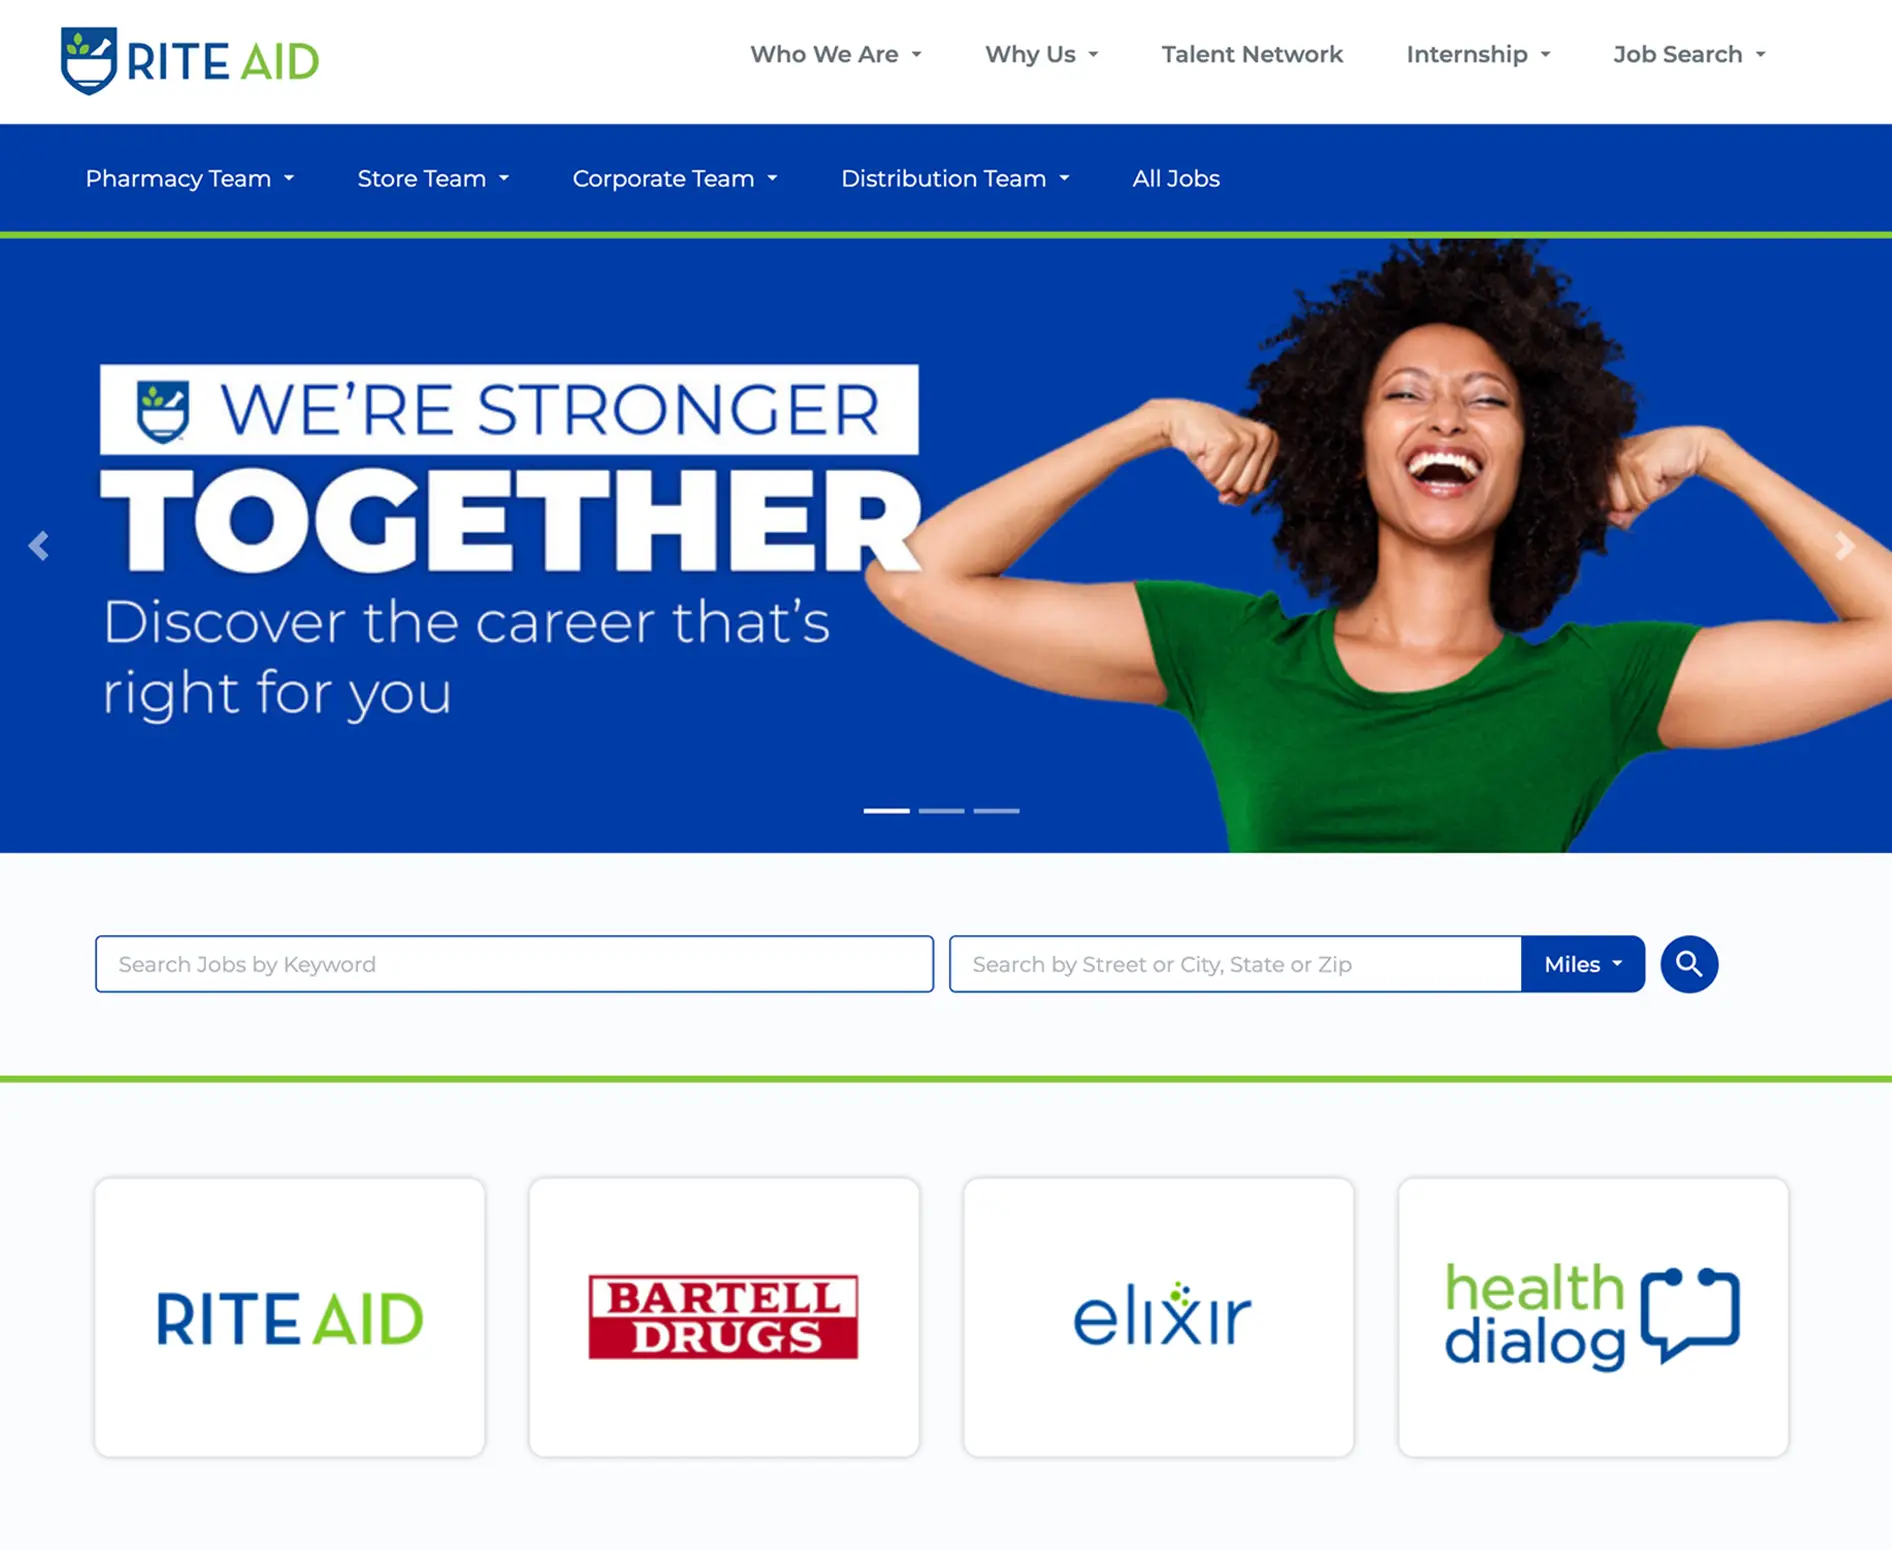 RITE AID
Who We Are
Why Us
Talent Network
Internship
Job Search
Pharmacy Team
Store Team
Corporate Team
Distribution Team
All Jobs
WE'RE STRONGER
TOGETHER
Discover the career that's
right for you
Search Jobs by Keyword
Search by Street or City, State or Zip
Miles
RITE AID
BARTELL
DRUGS
elixir
health
dialog